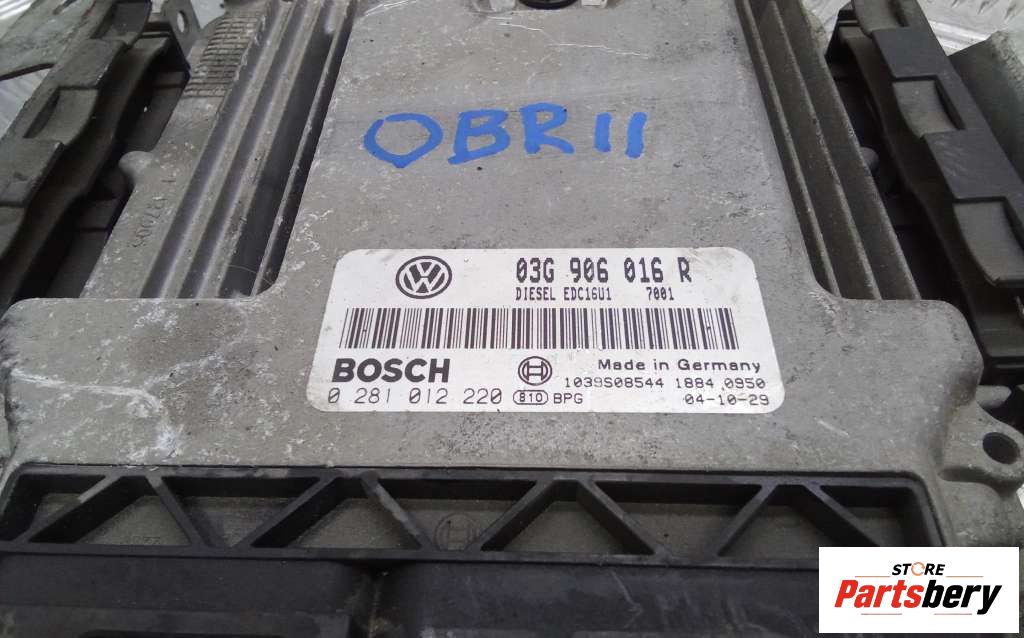 OBR11
03G 906 016 R
DIESEL EDC16U1 7001
BOSCH
Made in Germany
1039S08544 1884 0950
0 281 012 220 810 BPG
04-10-29
STORE
Partsbery